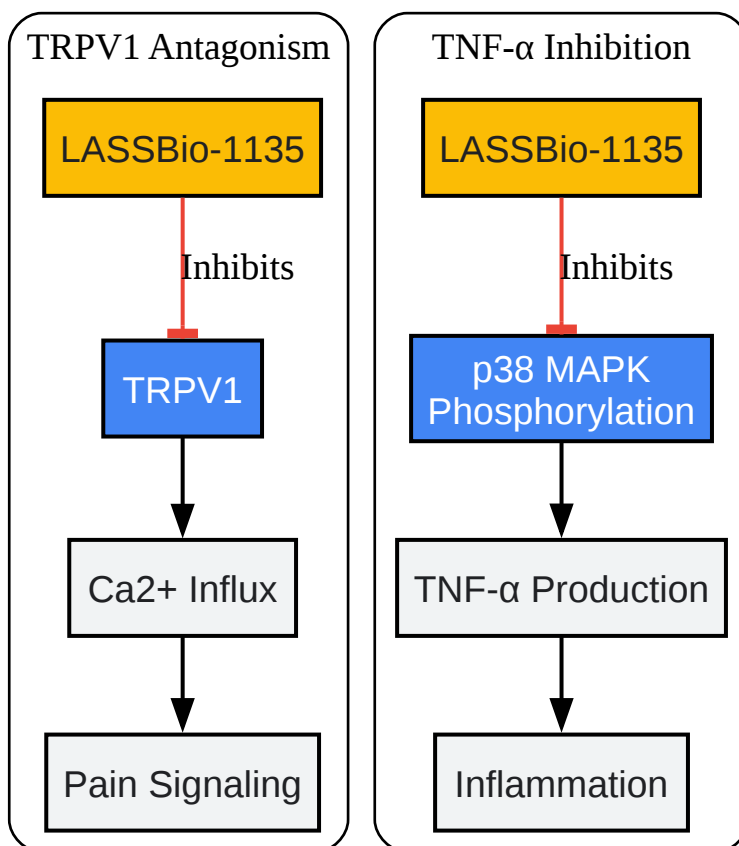 TRPV1 Antagonism
LASSBio-1135
Inhibits
TRPV1
Ca2+ Influx
Pain Signaling
TNF-α Inhibition
LASSBio-1135
Inhibits
p38 MAPK
Phosphorylation
TNF-α Production
Inflammation